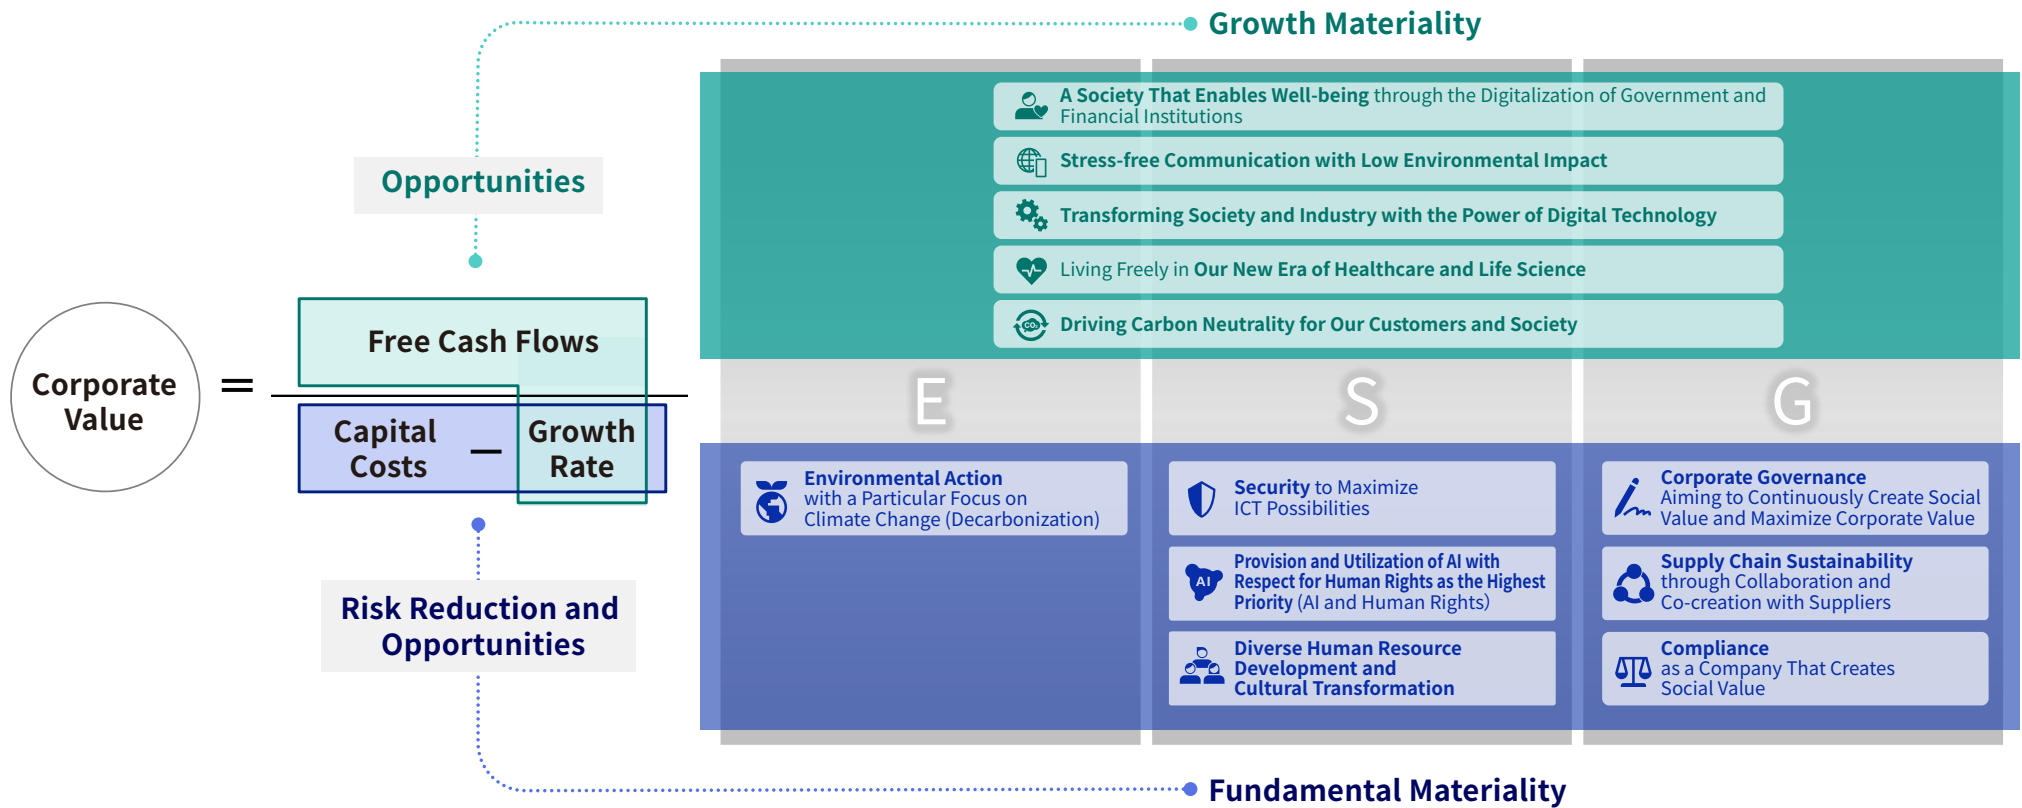 Growth Materiality
A Society That Enables Well-being through the Digitalization of Government and
Financial Institutions
Stress-free Communication with Low Environmental Impact
Transforming Society and Industry with the Power of Digital Technology
Living Freely in Our New Era of Healthcare and Life Science
CO₂
Driving Carbon Neutrality for Our Customers and Society
Opportunities
Corporate
Value
=
Free Cash Flows
Capital
Costs
—
Growth
Rate
Risk Reduction and
Opportunities
E
S
G
Environmental Action
with a Particular Focus on
Climate Change (Decarbonization)
Security to Maximize
ICT Possibilities
AI
Provision and Utilization of AI with
Respect for Human Rights as the Highest
Priority (AI and Human Rights)
Diverse Human Resource
Development and
Cultural Transformation
Corporate Governance
Aiming to Continuously Create Social
Value and Maximize Corporate Value
Supply Chain Sustainability
through Collaboration and
Co-creation with Suppliers
Compliance
as a Company That Creates
Social Value
Fundamental Materiality